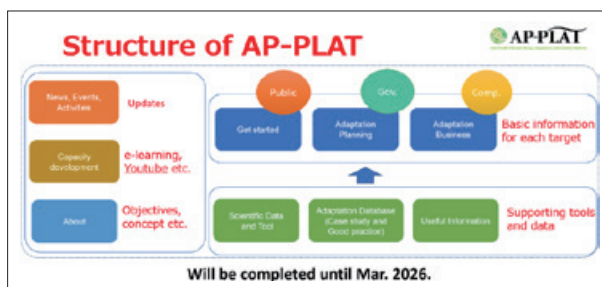 Structure of AP-PLAT
AP-PLAT
News, Events,
Activities
Updates
Capacity
development
e-learning,
Youtube etc.
About
Objectives,
concept etc.
Public
Gov.
Comp.
Get started
Adaptation
Planning
Adaptation
Business
Basic information
for each target
Scientific Data
and Tool
Adaptation Database
(Case study and
Good practice)
Useful Information
Supporting tools
and data
Will be completed until Mar. 2026.